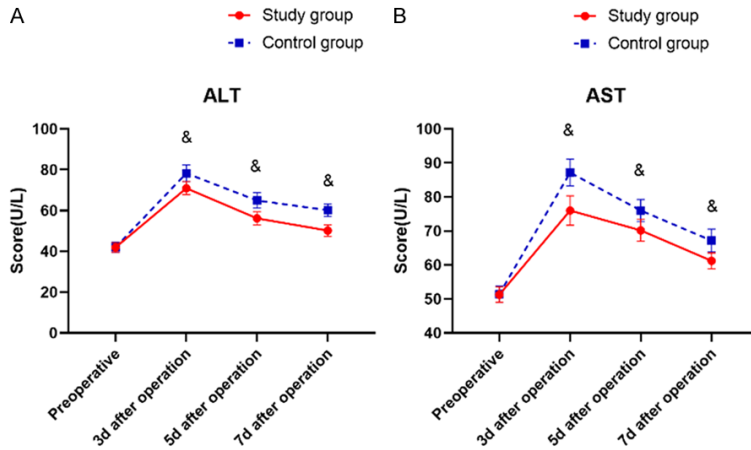 A
Study group
Control group
ALT
Score(U/L)
100
80
60
40
20
0
&
&
&
Preoperative
3d after operation
5d after operation
7d after operation
B
Study group
Control group
AST
Score(U/L)
100
90
80
70
60
50
40
&
&
&
Preoperative
3d after operation
5d after operation
7d after operation